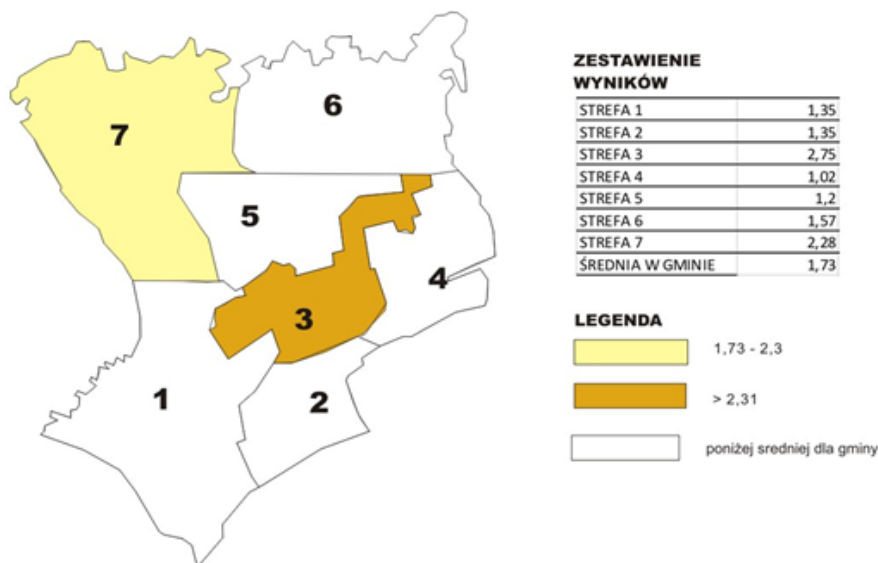 7
6
5
4
3
1
2
ZESTAWIENIE
WYNIKÓW
STREFA 1 1,35
STREFA 2 1,35
STREFA 3 2,75
STREFA 4 1,02
STREFA 5 1,2
STREFA 6 1,57
STREFA 7 2,28
ŚREDNIA W GMINIE 1,73
LEGENDA
1,73 - 2,3
> 2,31
poniżej sredniej dla gminy